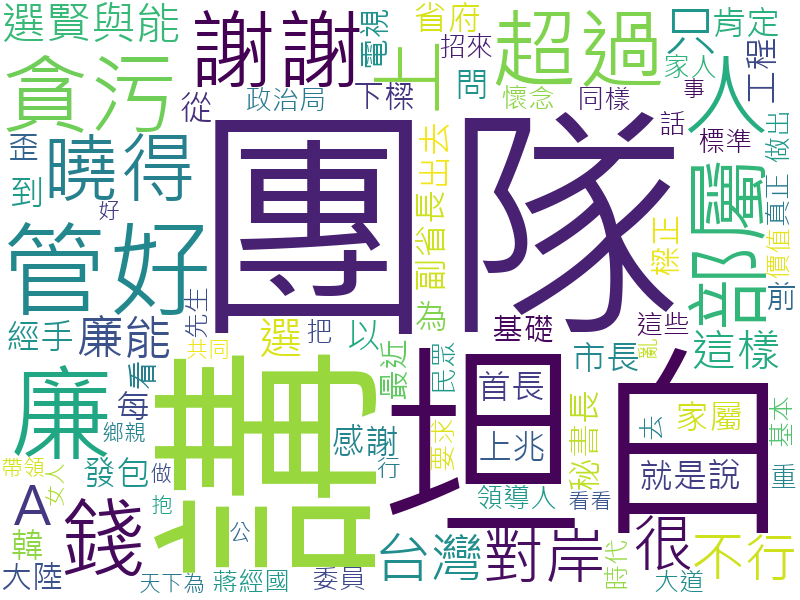 選賢與能
謝謝
電視
上
省府
招來
超過
只
肯定
家人
工程
貪污
從
政治局
下樑
問
懷念
同樣
人
事
話
標準
做出
歪
曉得
到
好
團隊
出去
副省長
部屬
真正
價值
管好
先生
為
樑正
前
經手
廉能
選
把
以
基礎
這些
共同
看
最近
民眾
市長
亂
這樣
廉
每
講
坦白
首長
鄉親
感謝
要求
上兆
秘書長
去
家屬
基本
帶領
女人
發包
做
行
就是說
重
A
錢
抱
領導人
看看
很
韓
公
台灣
對岸
不行
時代
大陸
天下為
蔣經國
委員
大道